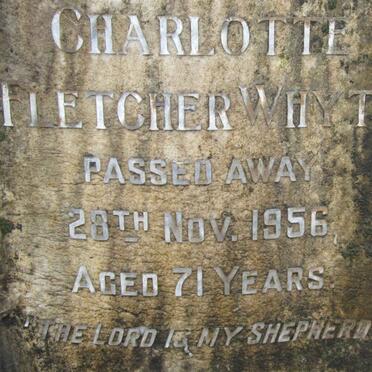 CHARLOTTE
FLETCHER WHYT
PASSED AWAY
28TH NOV. 1956,
AGED 71 YEARS.
"THE LORD IS MY SHEPHERD